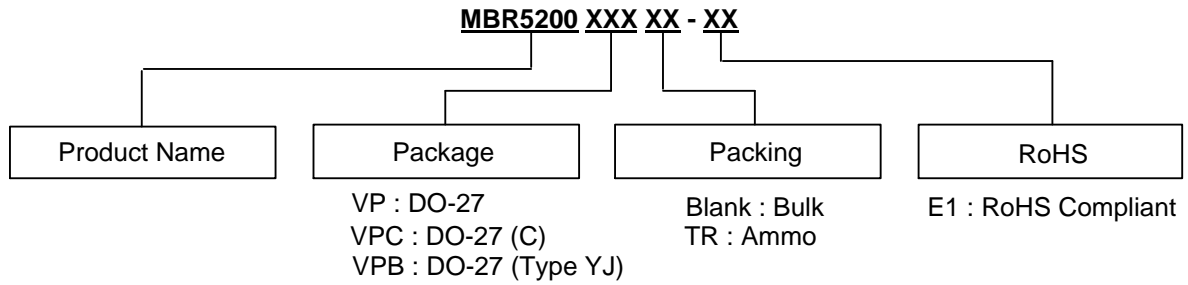 MBR5200 XXX XX - XX
Product Name
Package
Packing
RoHS
VP : DO-27
VPC : DO-27 (C)
VPB : DO-27 (Type YJ)
Blank : Bulk
TR : Ammo
E1 : RoHS Compliant